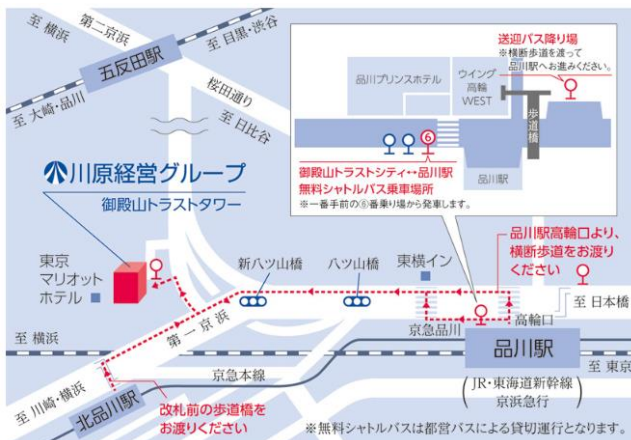 至 横浜
第二京浜
至 目黒・渋谷
五反田駅
至 大崎・品川
桜田通り
至 日比谷
川原経営グループ
御殿山トラストタワー
東京
マリオット
ホテル
新八ツ山橋
八ツ山橋
東横イン
第一京浜
至 横浜
至 川崎・横浜
京急本線
北品川駅
改札前の歩道橋を
お渡りください
京急品川
高輪口
至 日本橋
品川駅
至 東京
(JR・東海道新幹線
京浜急行)
品川駅高輪口より、
横断歩道をお渡り
ください
送迎バス降り場
※横断歩道を渡って
品川駅へお進みください。
品川プリンスホテル
ウイング
高輪
WEST
歩道橋
⑥
品川駅
御殿山トラストシティ↔品川駅
無料シャトルバス乗車場所
※一番手前の⑥番乗り場から発車します。
※無料シャトルバスは都営バスによる貸切運行となります。